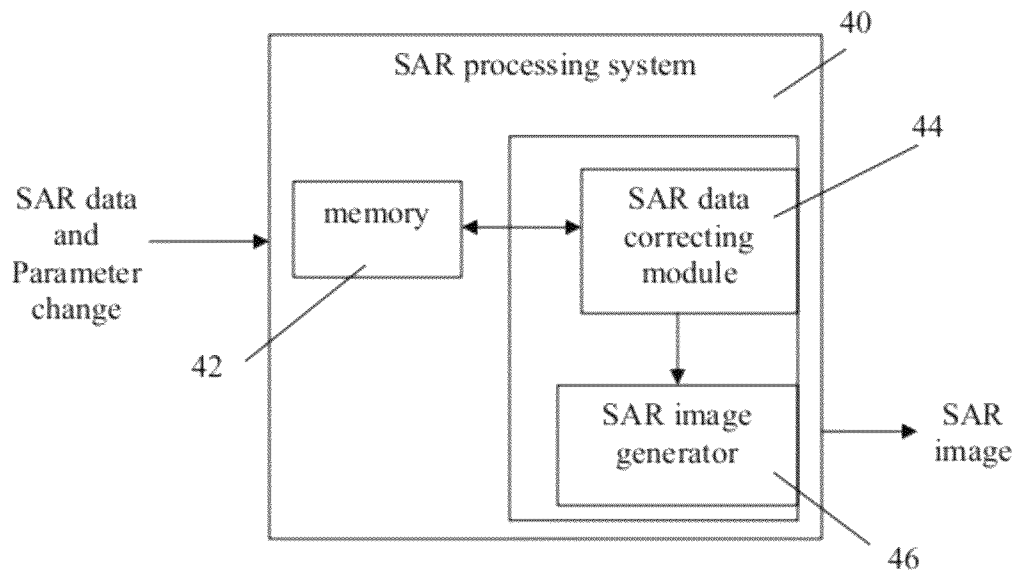 40
SAR processing system
44
SAR data
and
Parameter
change
memory
SAR data
correcting
module
42
SAR image
generator
SAR
image
46